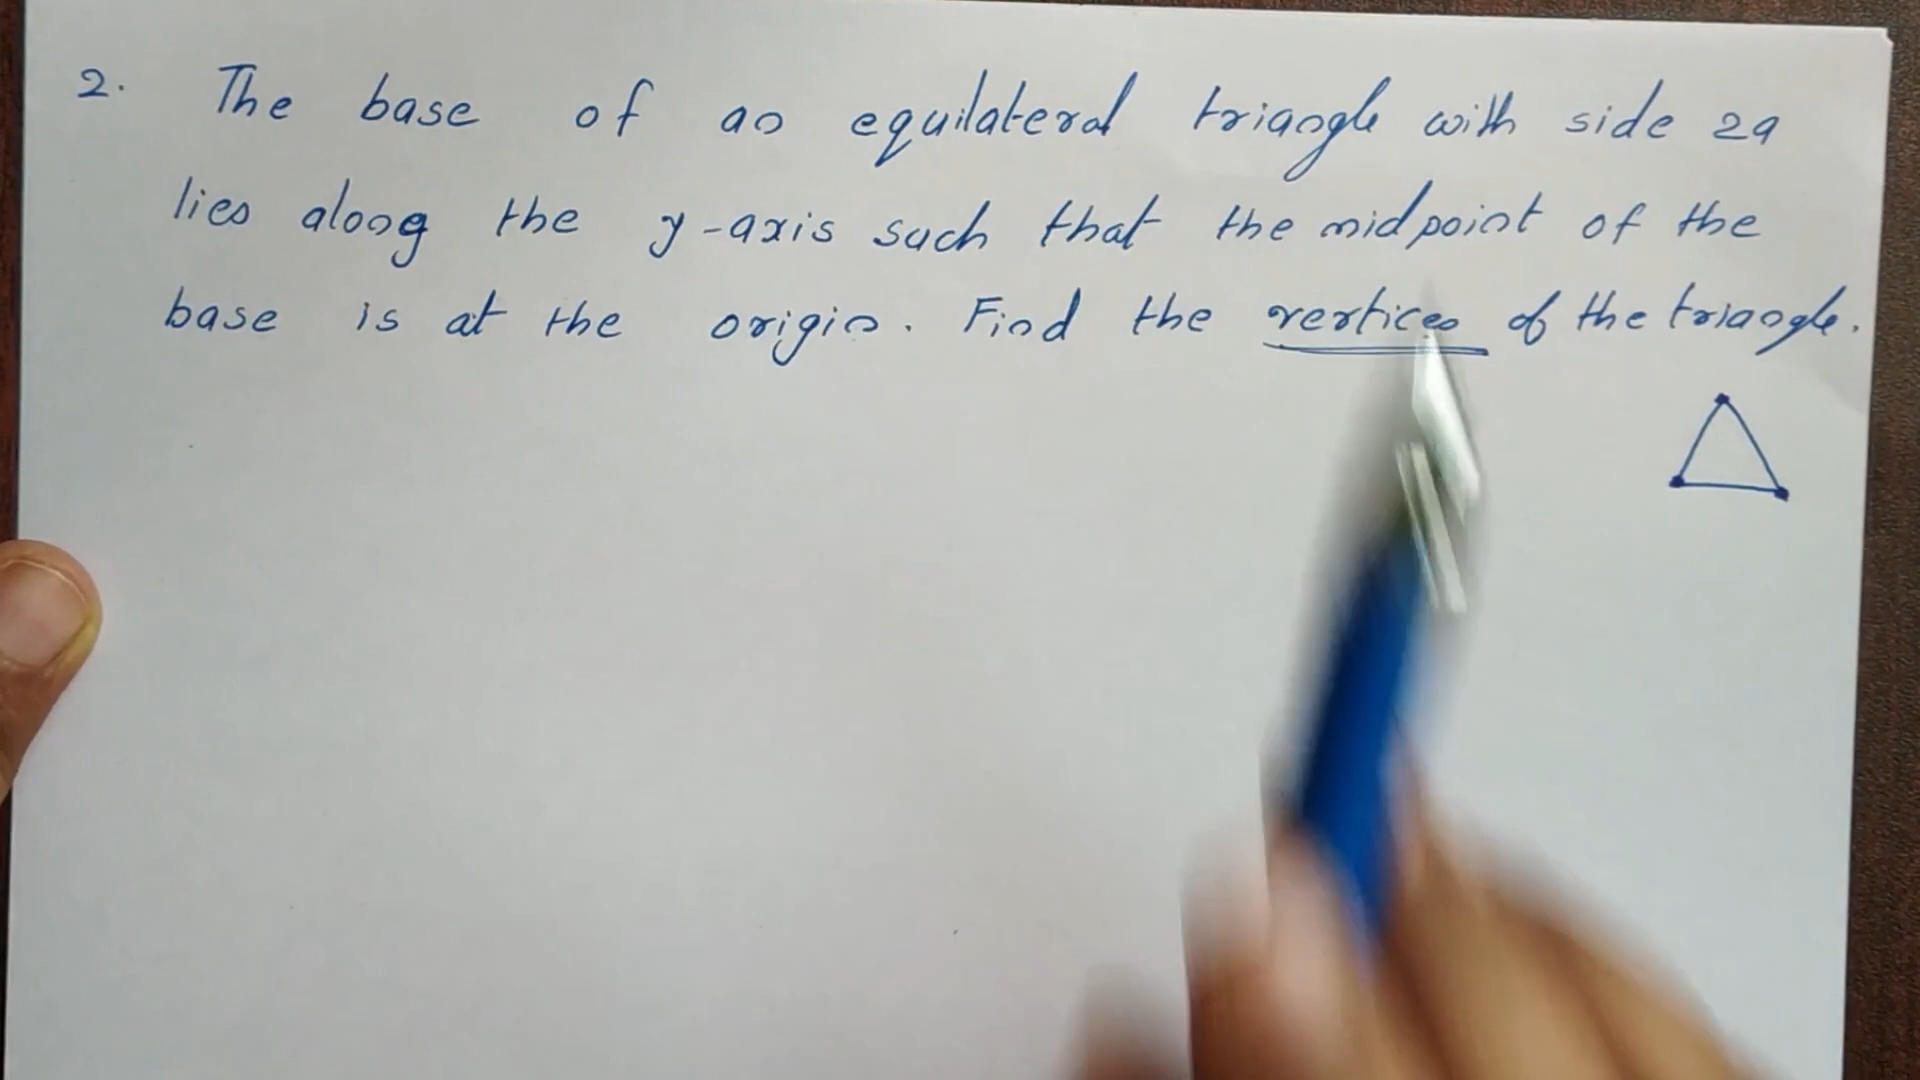 2. The base of an equilateral triangle with side 2a
lies along the y-axis such that the midpoint of the
base is at the origin. Find the vertices of the triangle.